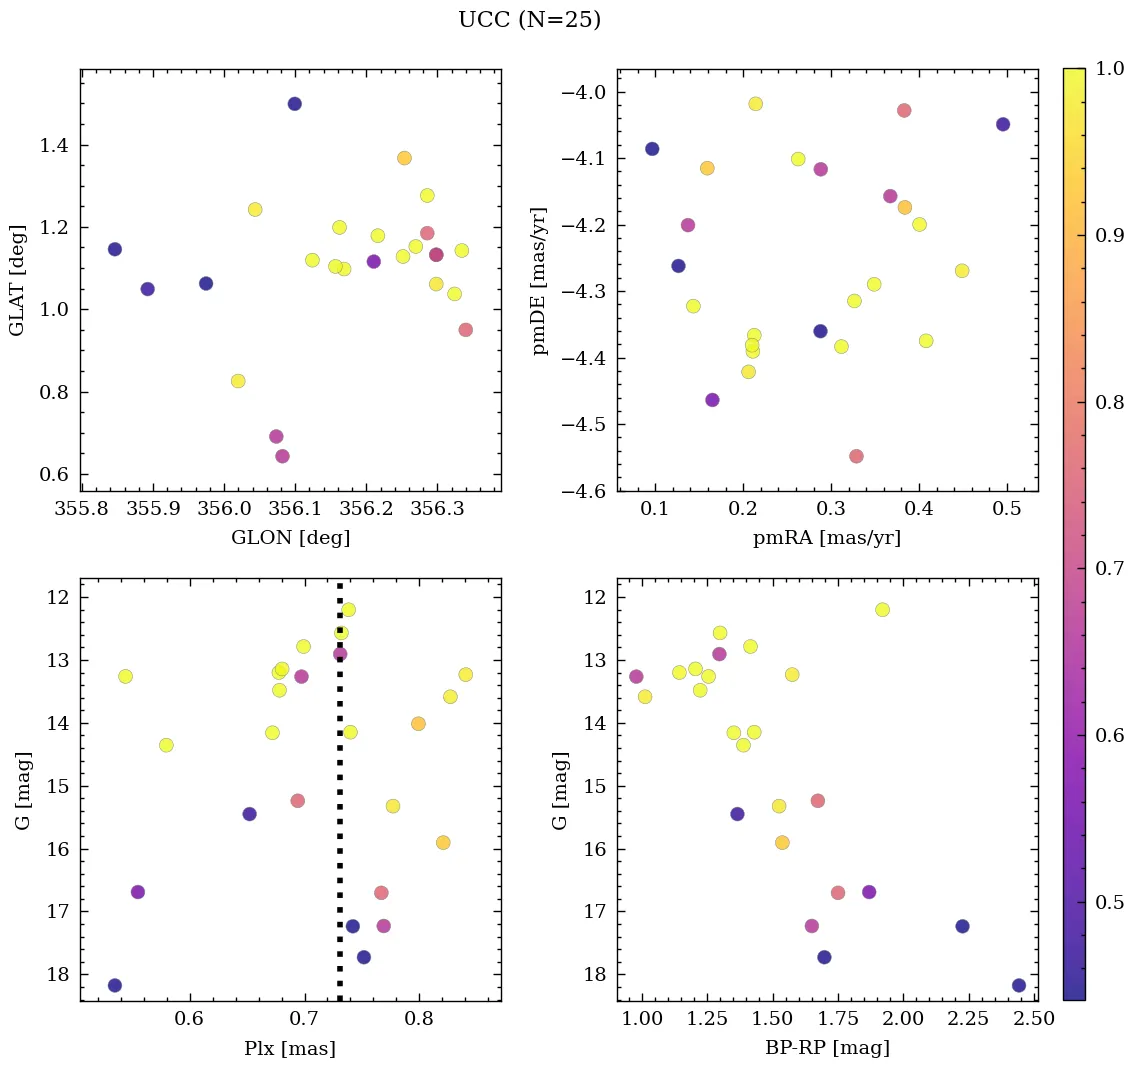 UCC (N=25)
1.4
1.2
1.0
0.8
0.6
GLAT [deg]
355.8 355.9 356.0 356.1 356.2 356.3
GLON [deg]
−4.0
−4.1
−4.2
−4.3
−4.4
−4.5
−4.6
pmDE [mas/yr]
0.1 0.2 0.3 0.4 0.5
pmRA [mas/yr]
12
13
14
15
16
17
18
G [mag]
0.6 0.7 0.8
Plx [mas]
12
13
14
15
16
17
18
G [mag]
1.00 1.25 1.50 1.75 2.00 2.25 2.50
BP-RP [mag]
1.0
0.9
0.8
0.7
0.6
0.5